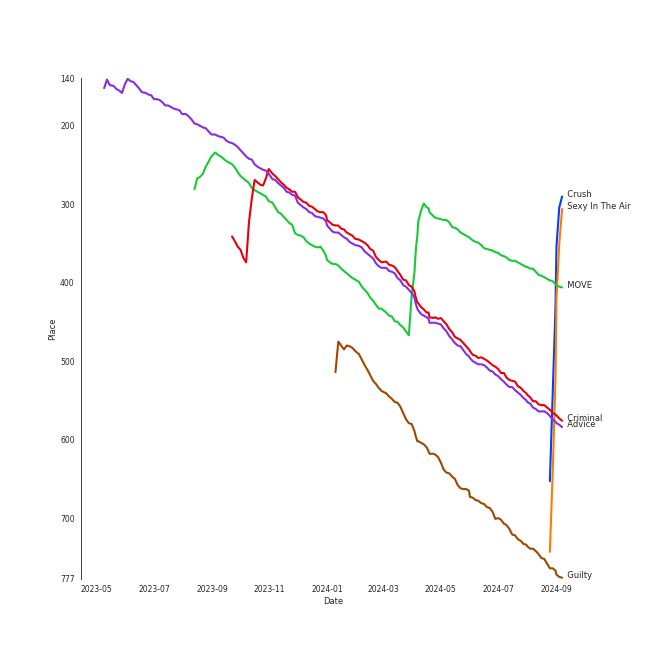 140
200
300
400
500
600
700
777
Place
2023-05 2023-07 2023-09 2023-11 2024-01 2024-03 2024-05 2024-07 2024-09
Date
Crush
Sexy In The Air
MOVE
Criminal
Advice
Guilty